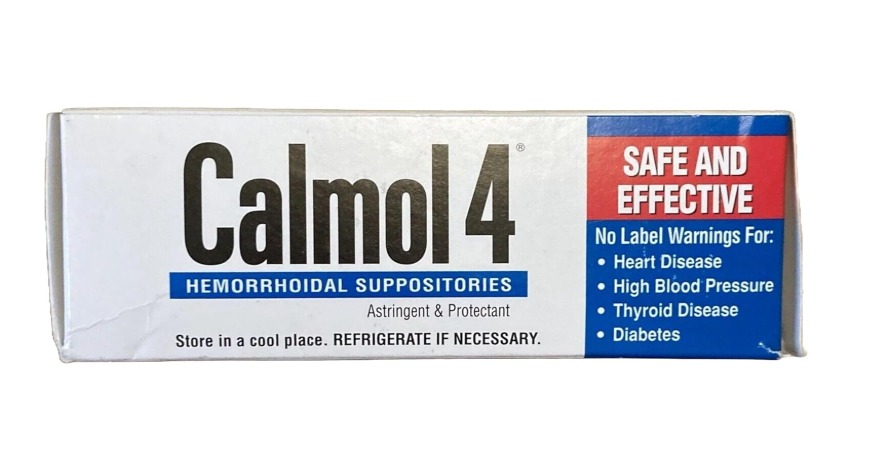 Calmol 4®
HEMORRHOIDAL SUPPOSITORIES
Astringent & Protectant
Store in a cool place. REFRIGERATE IF NECESSARY.
SAFE AND
EFFECTIVE
No Label Warnings For:
• Heart Disease
• High Blood Pressure
• Thyroid Disease
• Diabetes